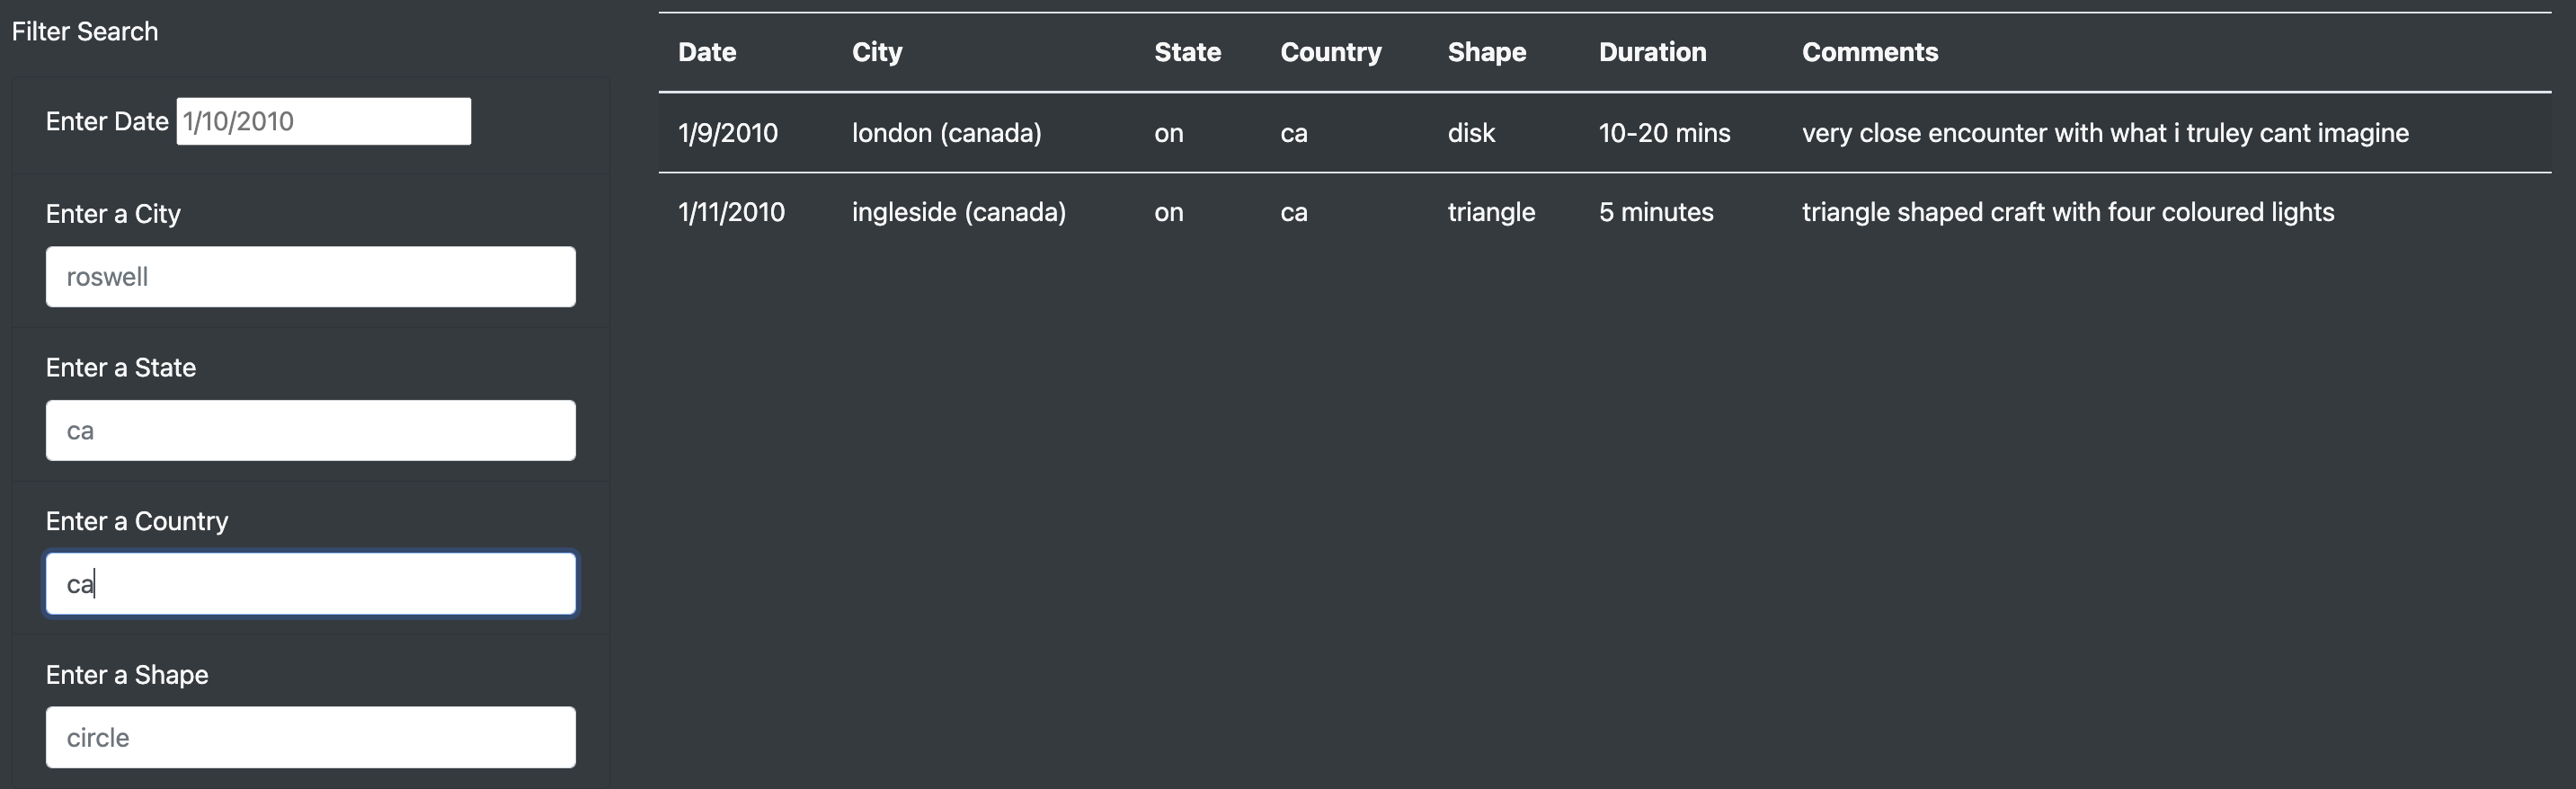 Filter Search
Enter Date 1/10/2010
Enter a City
roswell
Enter a State
ca
Enter a Country
ca
Enter a Shape
circle
Date City State Country Shape Duration Comments
1/9/2010 london (canada) on ca disk 10-20 mins very close encounter with what i truley cant imagine
1/11/2010 ingleside (canada) on ca triangle 5 minutes triangle shaped craft with four coloured lights